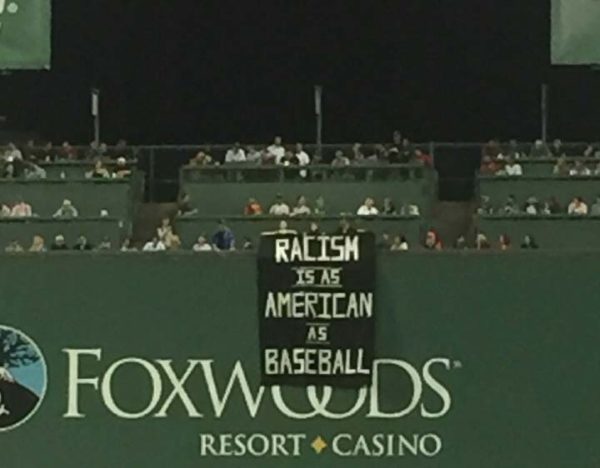 RACISM
IS AS
AMERICAN
AS
BASEBALL
FOXWOODS
RESORT CASINO